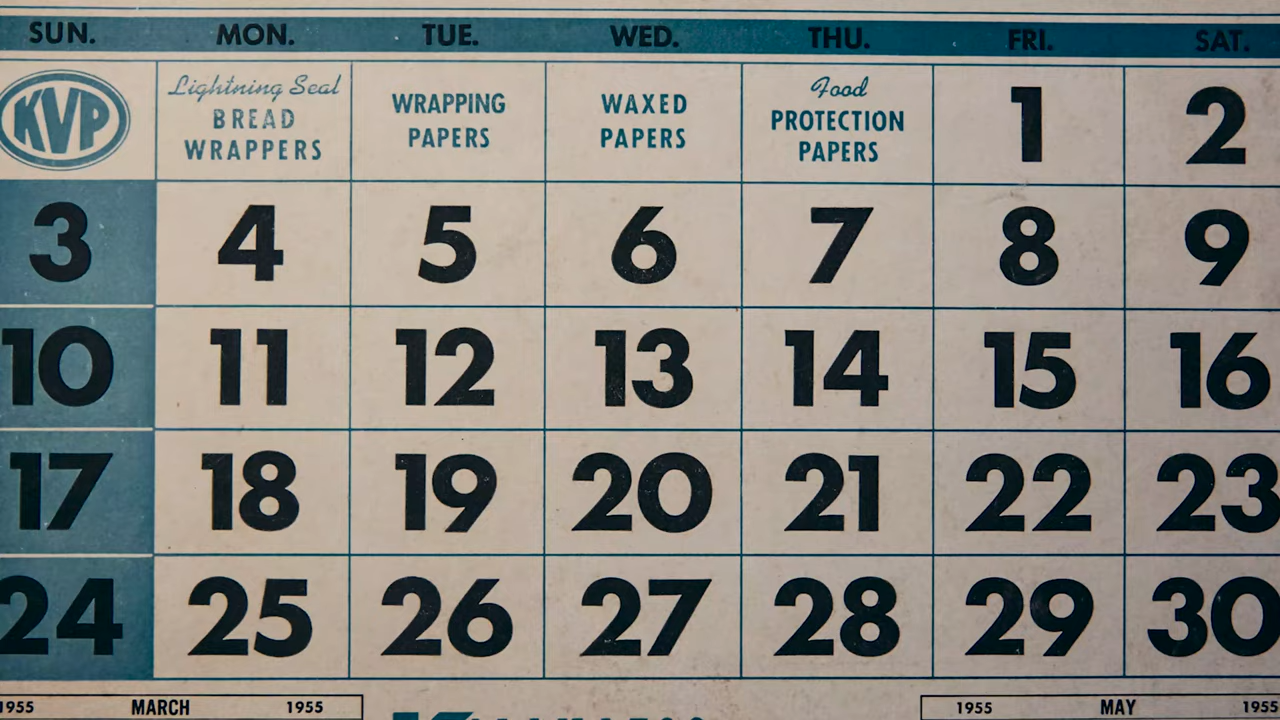 SUN. MON. TUE. WED. THU. FRI. SAT.
KVP
Lightning Seal
BREAD
WRAPPERS
WRAPPING
PAPERS
WAXED
PAPERS
Food
PROTECTION
PAPERS
1 2
3 4 5 6 7 8 9
10 11 12 13 14 15 16
17 18 19 20 21 22 23
24 25 26 27 28 29 30
1955 MARCH 1955
1955 MAY 1955